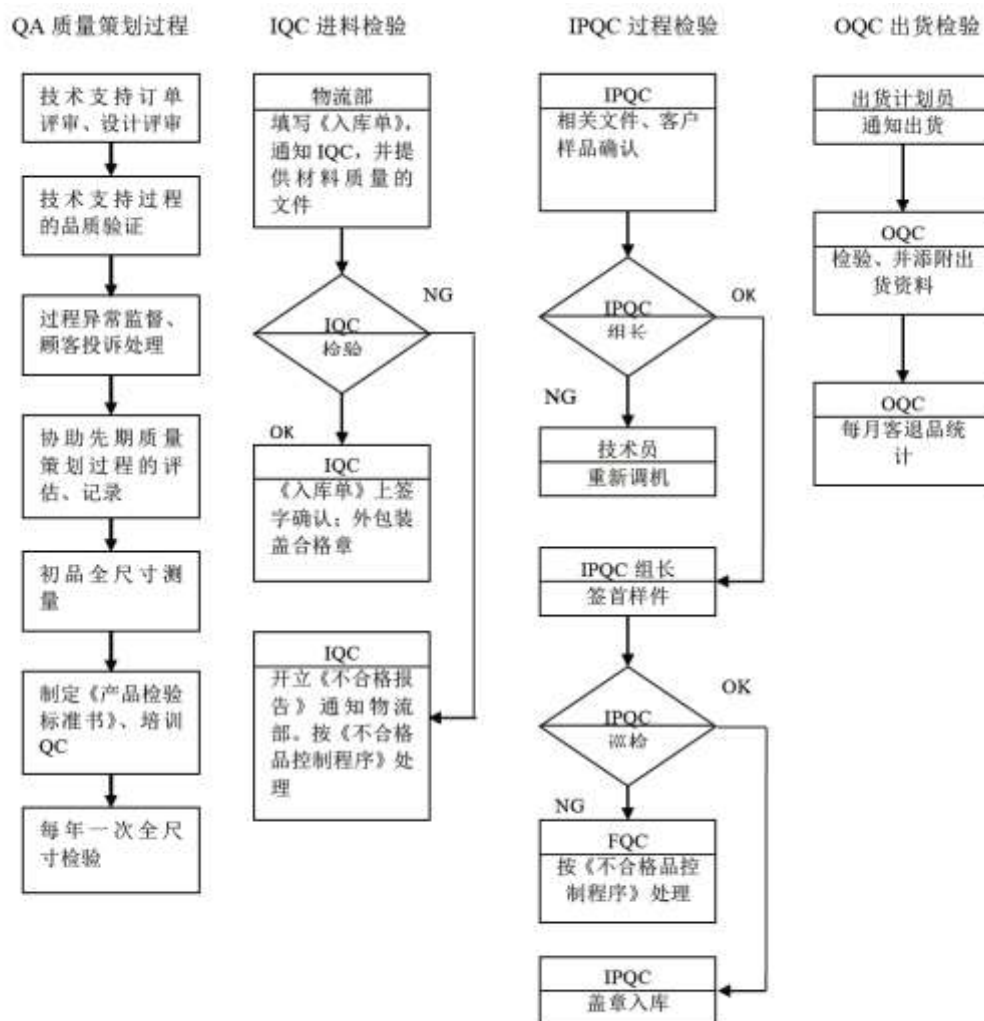 QA 质量策划过程
技术支持订单
评审、设计评审
技术支持过程
的品质验证
过程异常监督、
顾客投诉处理
协助先期质量
策划过程的评
估、记录
初品全尺寸测
量
制定《产品检验
标准书》、培训
QC
每年一次全尺
寸检验
IQC 进料检验
物流部
填写《入库单》,
通知 IQC，并提
供材料质量的
文件
NG
IQC
检验
OK
IQC
《入库单》上签
字确认；外包装
盖合格章
IQC
开立《不合格报
告》通知物流
部。按《不合格
品控制程序》处
理
IPQC 过程检验
IPQC
相关文件、客户
样品确认
OK
IPQC
组长
NG
技术员
重新调机
IPQC 组长
签首样件
OK
IPQC
巡检
NG
FQC
按《不合格品控
制程序》处理
IPQC
盖章入库
OQC 出货检验
出货计划员
通知出货
OQC
检验、并添附出
货资料
OQC
每月客退品统
计